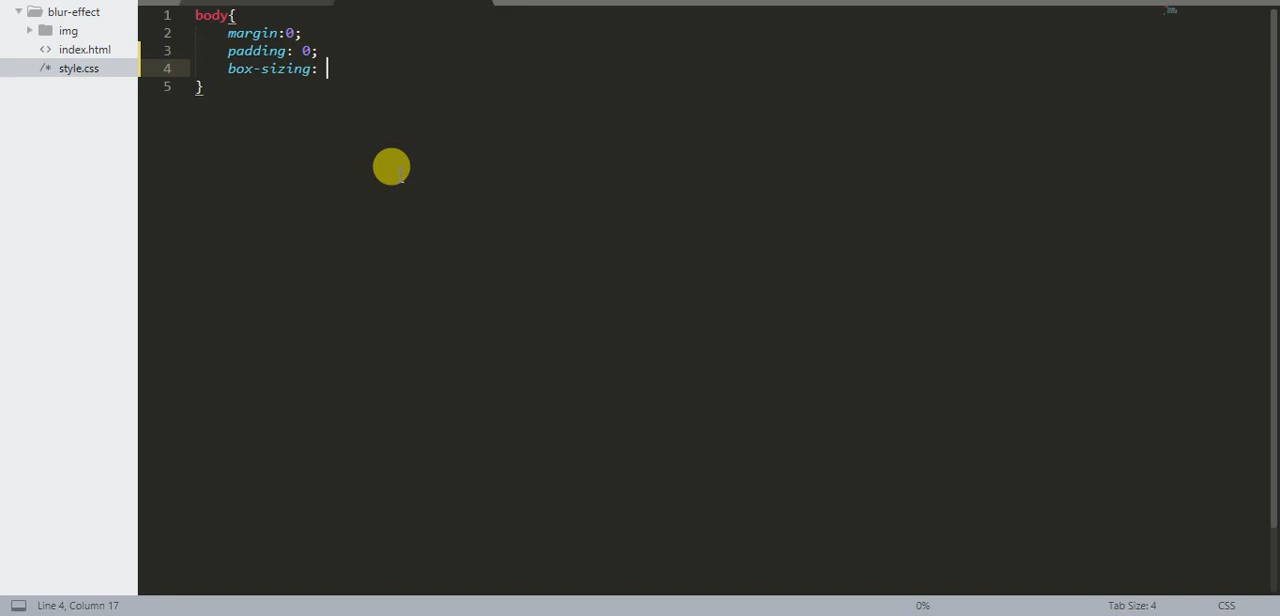 blur-effect
img
<> index.html
/* style.css
1 body{
2 margin:0;
3 padding: 0;
4 box-sizing:
5 }
Line 4, Column 17
0%
Tab Size: 4
CSS